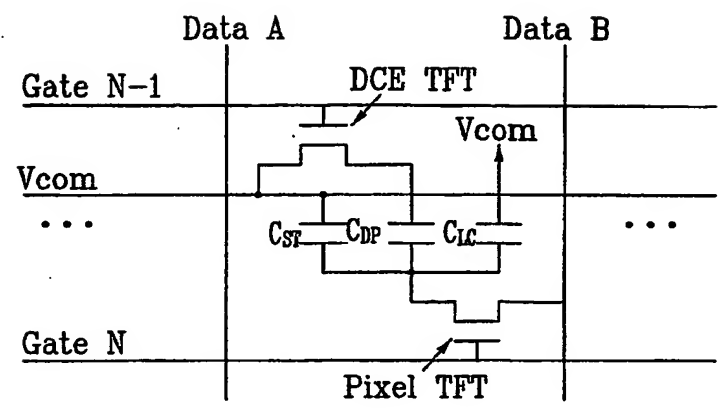 Data A
Data B
Gate N-1
DCE TFT
Vcom
Vcom
...
CST
CDP
CLC
...
Gate N
Pixel TFT